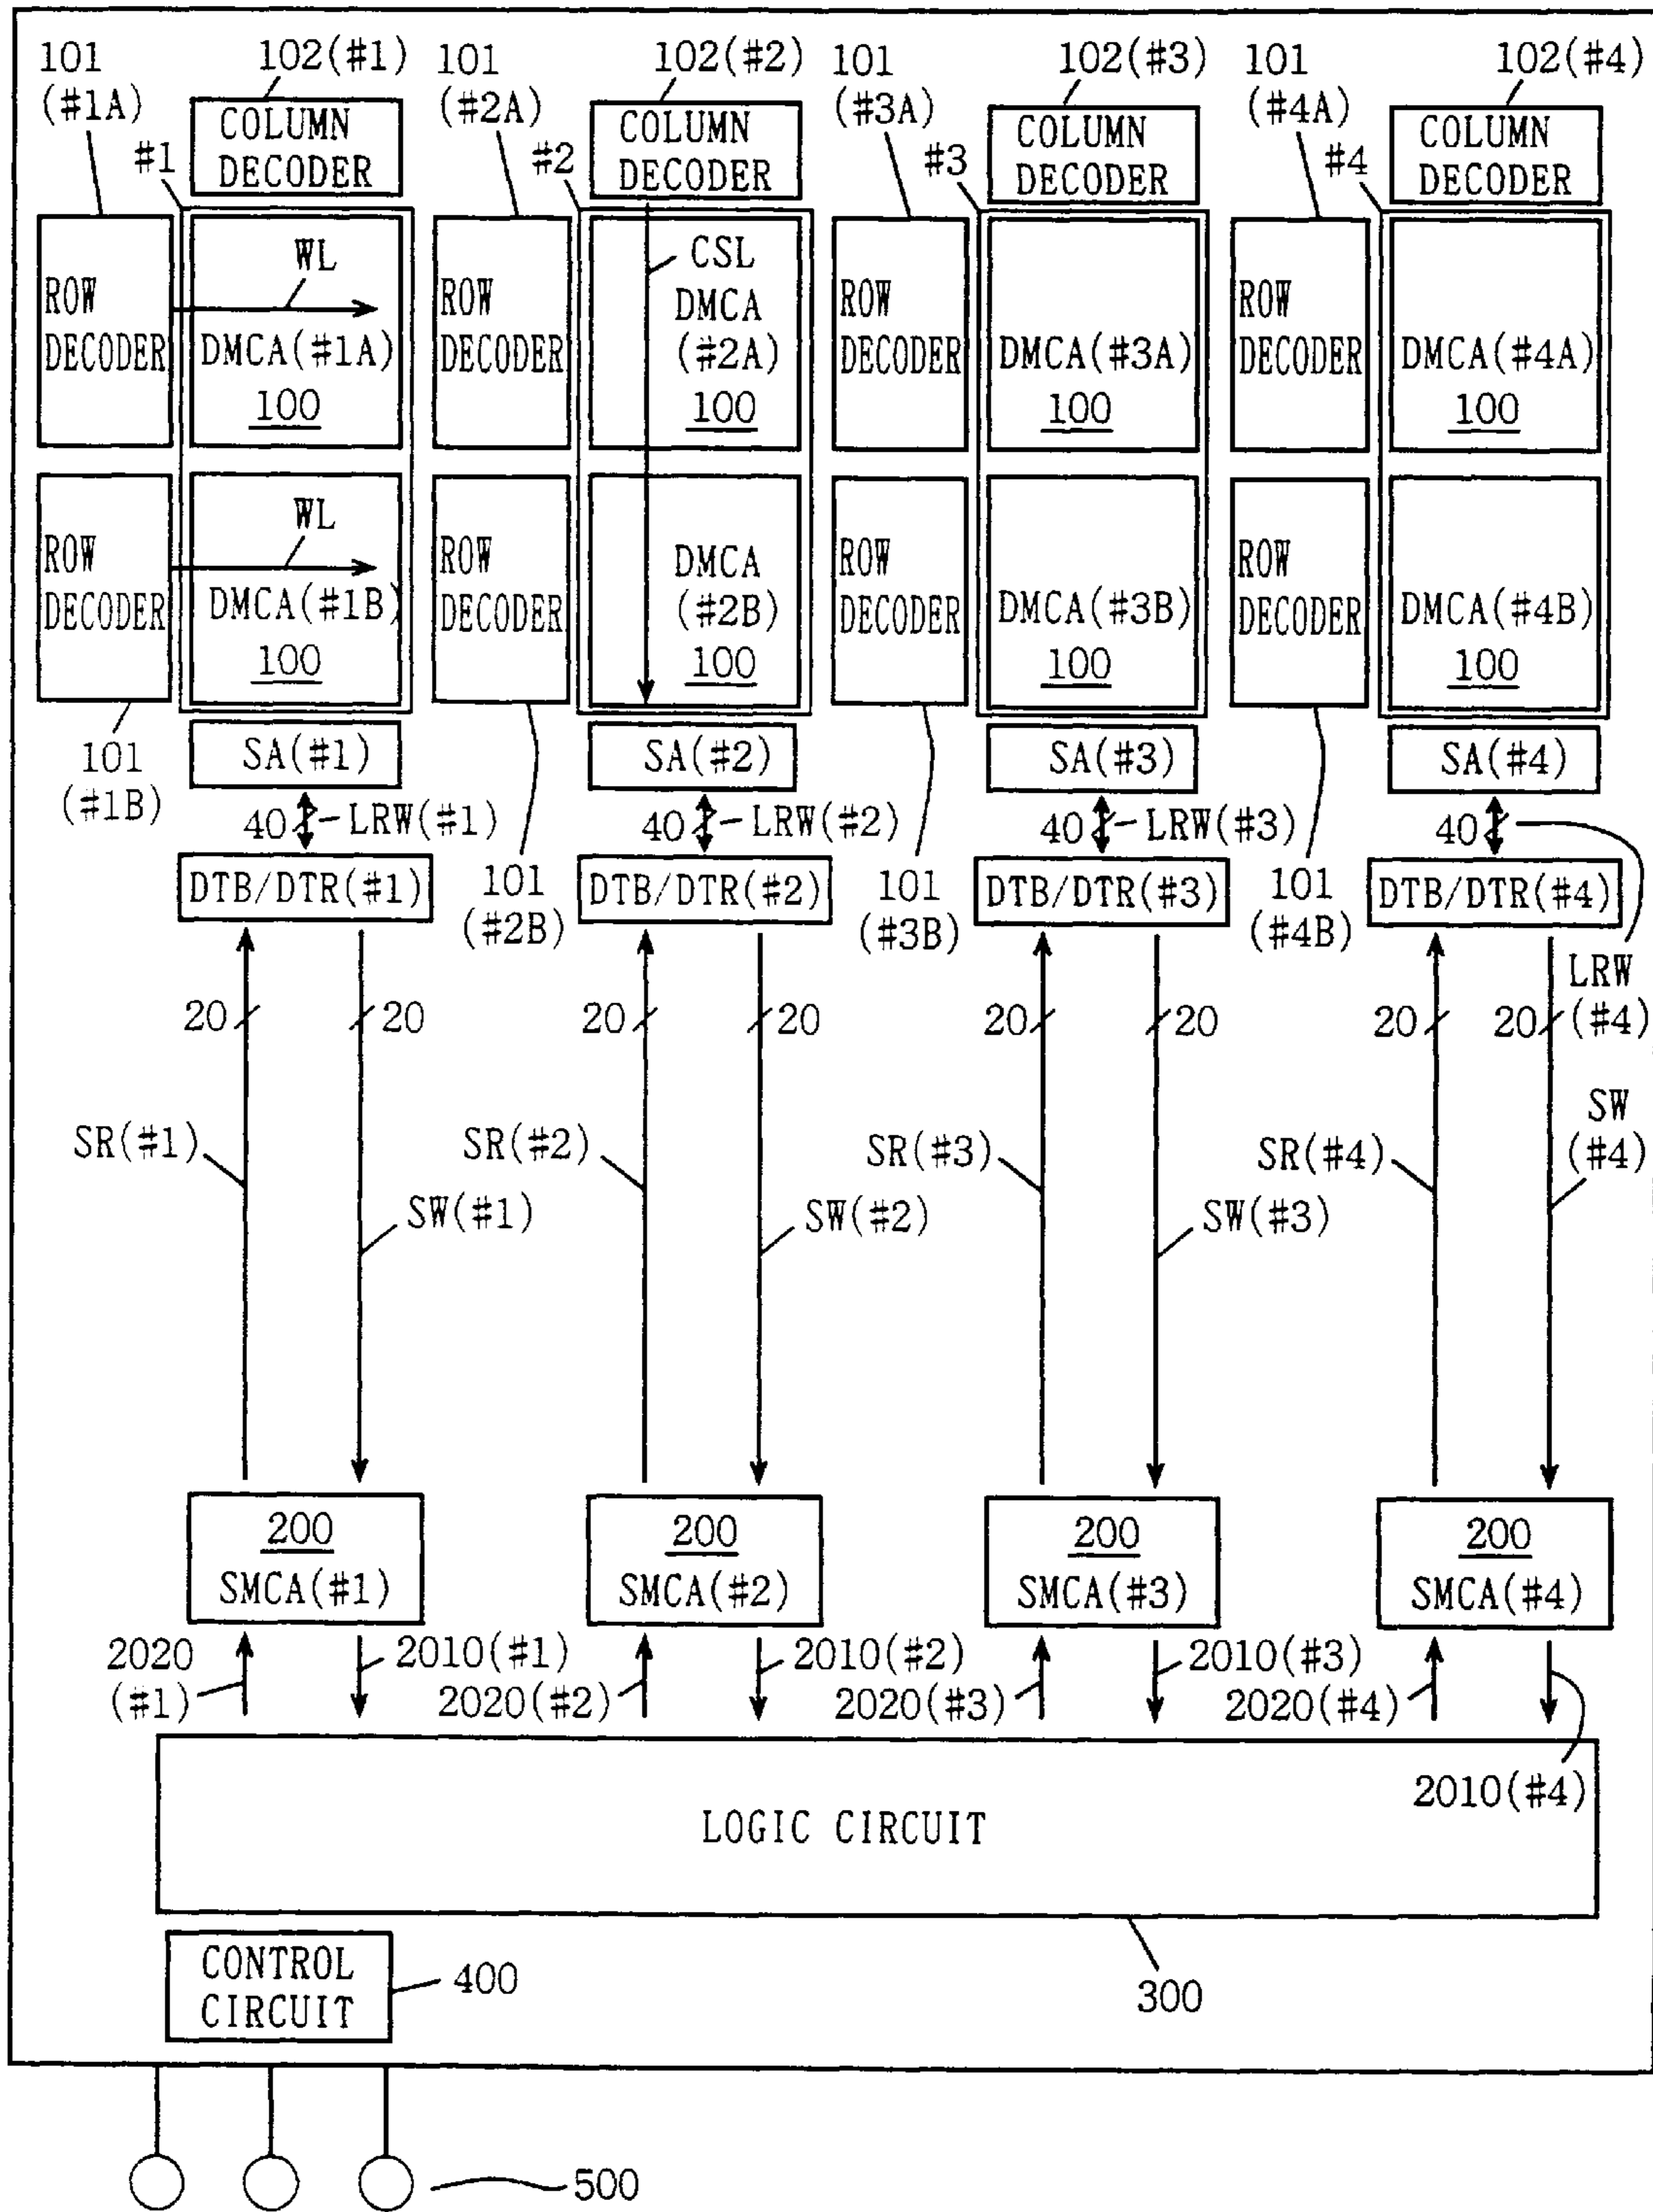 101
(#1A)
102(#1)
101
(#2A)
102(#2)
101
(#3A)
102(#3)
101
(#4A)
102(#4)
#1
COLUMN
DECODER
#2
COLUMN
DECODER
#3
COLUMN
DECODER
#4
COLUMN
DECODER
ROW
DECODER
WL
DMCA(#1A)
100
ROW
DECODER
CSL
DMCA
(#2A)
100
ROW
DECODER
DMCA(#3A)
100
ROW
DECODER
DMCA(#4A)
100
ROW
DECODER
WL
DMCA(#1B)
100
ROW
DECODER
DMCA
(#2B)
100
ROW
DECODER
DMCA(#3B)
100
ROW
DECODER
DMCA(#4B)
100
101
(#1B)
SA(#1)
SA(#2)
SA(#3)
SA(#4)
40
LRW(#1)
40
LRW(#2)
40
LRW(#3)
40
DTB/DTR(#1)
101
(#2B)
DTB/DTR(#2)
101
(#3B)
DTB/DTR(#3)
101
(#4B)
DTB/DTR(#4)
LRW
(#4)
20
20
20
20
20
20
20
20
SR(#1)
SW(#1)
SR(#2)
SW(#2)
SR(#3)
SW(#3)
SR(#4)
SW
(#4)
200
SMCA(#1)
200
SMCA(#2)
200
SMCA(#3)
200
SMCA(#4)
2020
(#1)
2010(#1)
2020(#2)
2010(#2)
2020(#3)
2010(#3)
2020(#4)
2010(#4)
LOGIC CIRCUIT
300
CONTROL
CIRCUIT
400
500